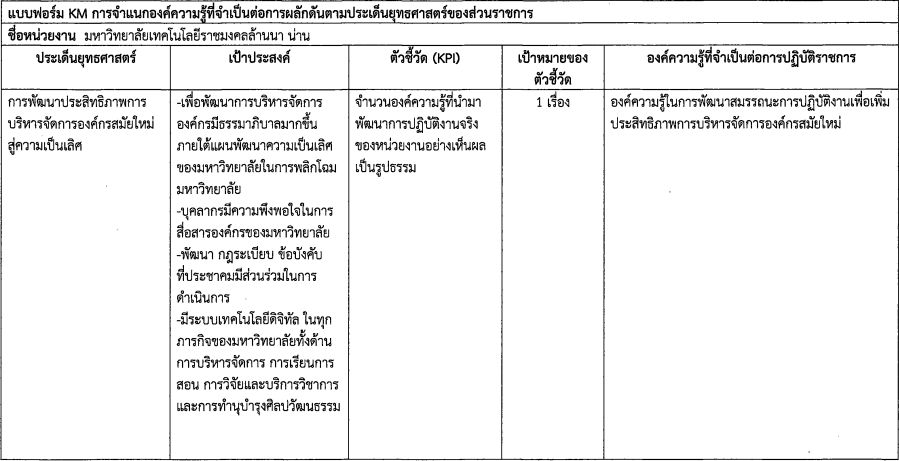 แบบฟอร์ม KM การจำแนกองค์ความรู้ที่จำเป็นต่อการผลักดันตามประเด็นยุทธศาสตร์ของส่วนราชการ
ชื่อหน่วยงาน มหาวิทยาลัยเทคโนโลยีราชมงคลล้านนา น่าน
ประเด็นยุทธศาสตร์
เป้าประสงค์
ตัวชี้วัด (KPI)
เป้าหมายของ
ตัวชี้วัด
องค์ความรู้ที่จำเป็นต่อการปฏิบัติราชการ
การพัฒนาประสิทธิภาพการ
บริหารจัดการองค์กรสมัยใหม่
สู่ความเป็นเลิศ
-เพื่อพัฒนาการบริหารจัดการ
องค์กรมีธรรมาภิบาลมากขึ้น
ภายใต้แผนพัฒนาความเป็นเลิศ
ของมหาวิทยาลัยในการพลิกโฉม
มหาวิทยาลัย
-บุคลากรมีความพึงพอใจในการ
สื่อสารองค์กรของมหาวิทยาลัย
-พัฒนา กฎระเบียบ ข้อบังคับ
ที่ประชาคมมีส่วนร่วมในการ
ดำเนินการ
-มีระบบเทคโนโลยีดิจิทัล ในทุก
ภารกิจของมหาวิทยาลัยทั้งด้าน
การบริหารจัดการ การเรียนการ
สอน การวิจัยและบริการวิชาการ
และการทำนุบำรุงศิลปวัฒนธรรม
จำนวนองค์ความรู้ที่นำมา
พัฒนาการปฏิบัติงานจริง
ของหน่วยงานอย่างเห็นผล
เป็นรูปธรรม
1 เรื่อง
องค์ความรู้ในการพัฒนาสมรรถนะการปฏิบัติงานเพื่อเพิ่ม
ประสิทธิภาพการบริหารจัดการองค์กรสมัยใหม่